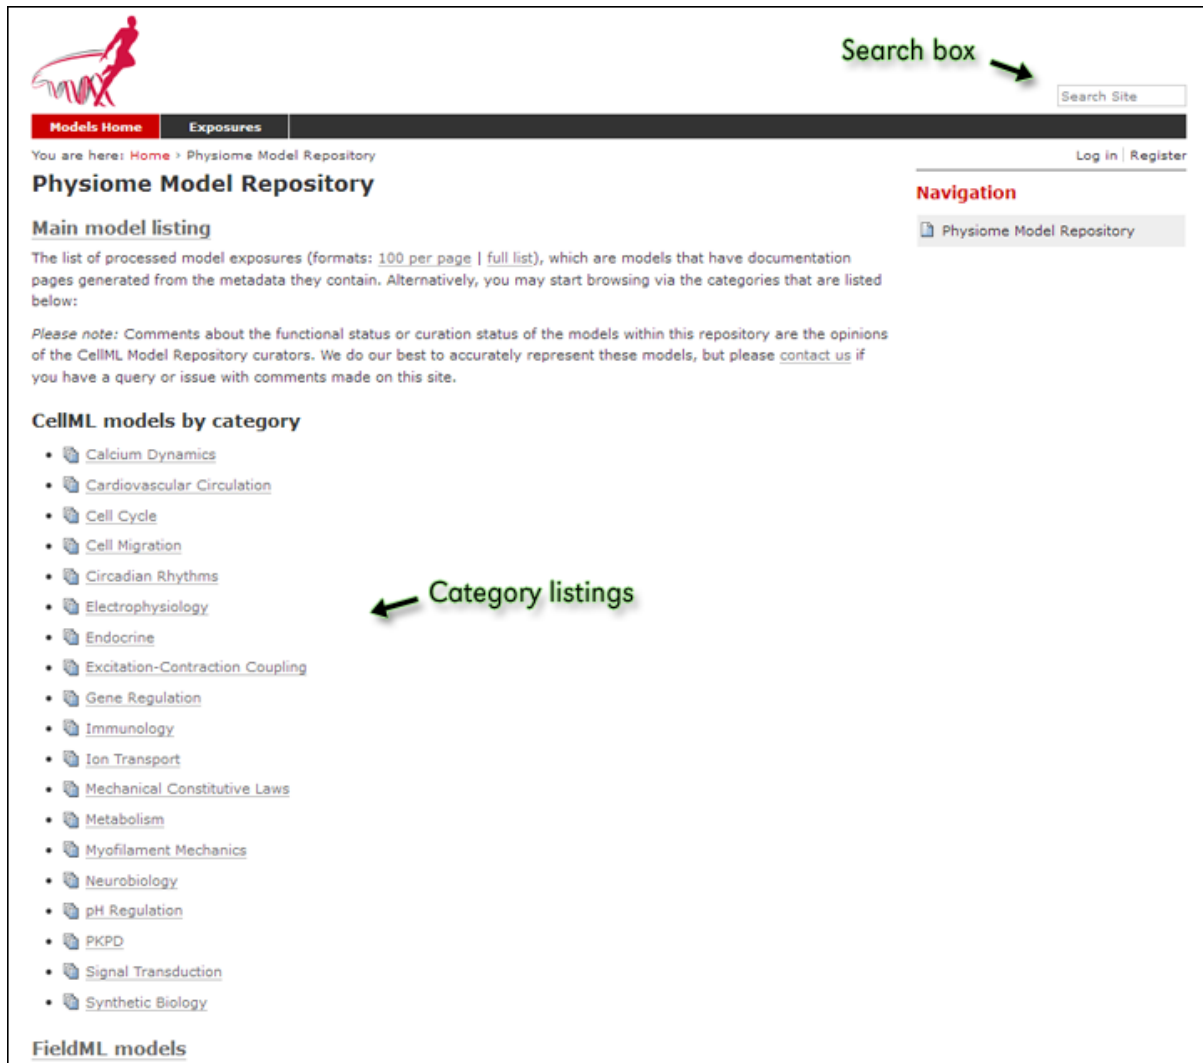 Search box
Search Site
Models Home Exposures
You are here: Home › Physiome Model Repository
Log in | Register
Physiome Model Repository
Navigation
Physiome Model Repository
Main model listing
The list of processed model exposures (formats: 100 per page | full list), which are models that have documentation
pages generated from the metadata they contain. Alternatively, you may start browsing via the categories that are listed
below:
Please note: Comments about the functional status or curation status of the models within this repository are the opinions
of the CellML Model Repository curators. We do our best to accurately represent these models, but please contact us if
you have a query or issue with comments made on this site.
CellML models by category
• Calcium Dynamics
• Cardiovascular Circulation
• Cell Cycle
• Cell Migration
• Circadian Rhythms
• Electrophysiology
Category listings
• Endocrine
• Excitation-Contraction Coupling
• Gene Regulation
• Immunology
• Ion Transport
• Mechanical Constitutive Laws
• Metabolism
• Myofilament Mechanics
• Neurobiology
• pH Regulation
• PKPD
• Signal Transduction
• Synthetic Biology
FieldML models